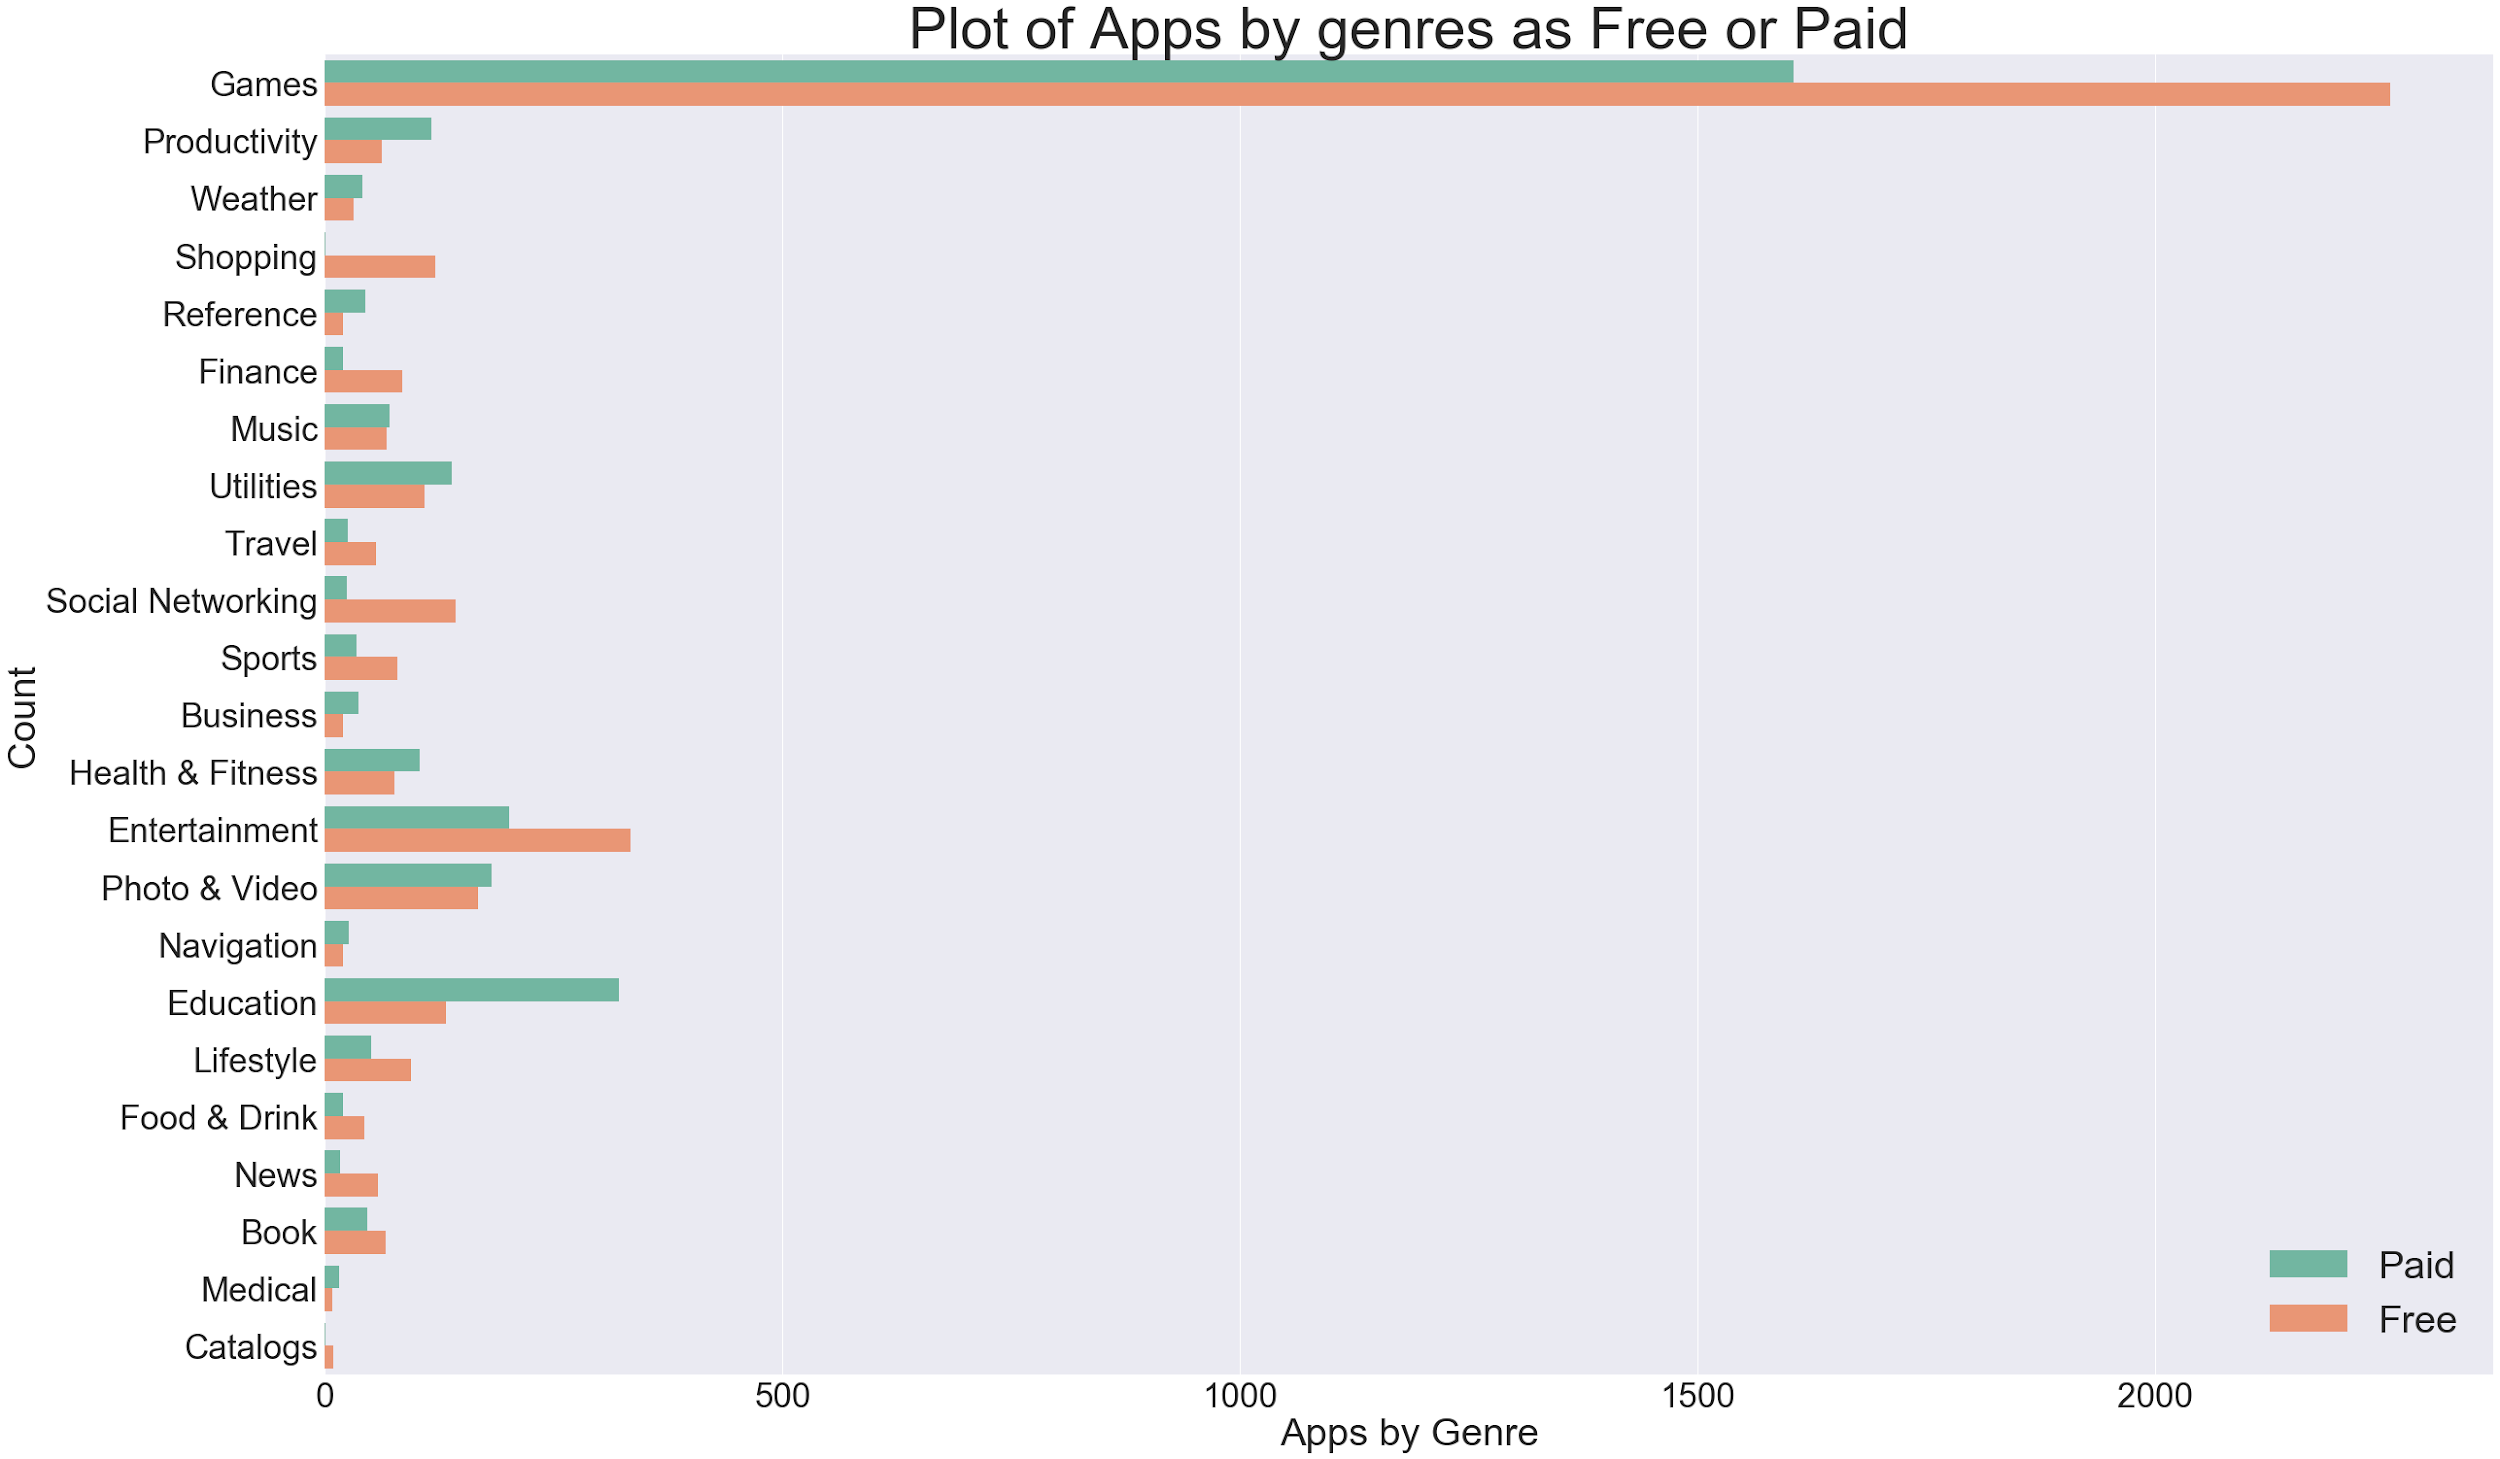 Plot of Apps by genres as Free or Paid
Games
Productivity
Weather
Shopping
Reference
Finance
Music
Utilities
Travel
Social Networking
Sports
Business
Health & Fitness
Entertainment
Photo & Video
Navigation
Education
Lifestyle
Food & Drink
News
Book
Medical
Catalogs
Count
Paid
Free
0 500 1000 1500 2000
Apps by Genre